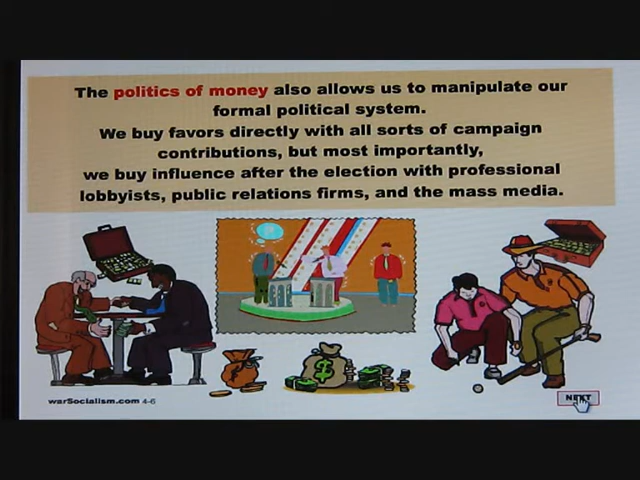 The politics of money also allows us to manipulate our
formal political system.
We buy favors directly with all sorts of campaign
contributions, but most importantly,
we buy influence after the election with professional
lobbyists, public relations firms, and the mass media.
$
warSocialism.com 4-6
NEXT